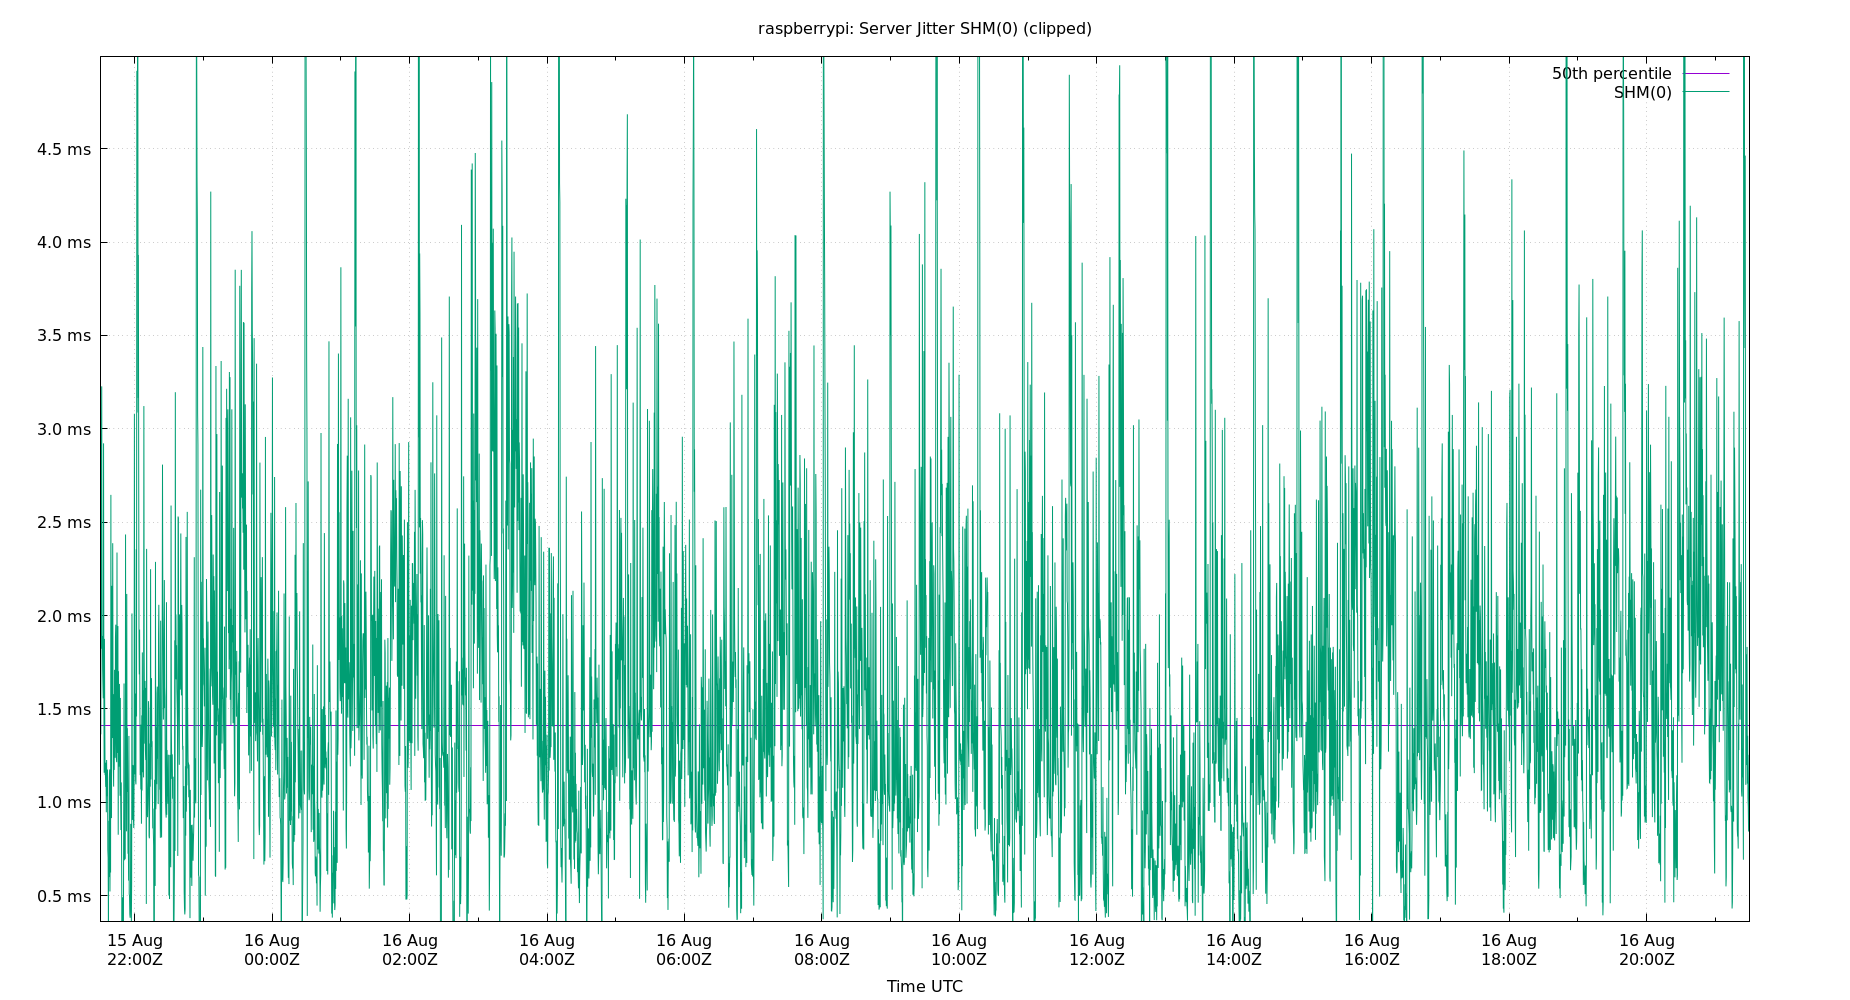 raspberrypi: Server Jitter SHM(0) (clipped)
50th percentile
SHM(0)
4.5 ms
4.0 ms
3.5 ms
3.0 ms
2.5 ms
2.0 ms
1.5 ms
1.0 ms
0.5 ms
15 Aug 16 Aug 16 Aug 16 Aug 16 Aug 16 Aug 16 Aug 16 Aug 16 Aug 16 Aug 16 Aug 16 Aug
22:00Z 00:00Z 02:00Z 04:00Z 06:00Z 08:00Z 10:00Z 12:00Z 14:00Z 16:00Z 18:00Z 20:00Z
Time UTC